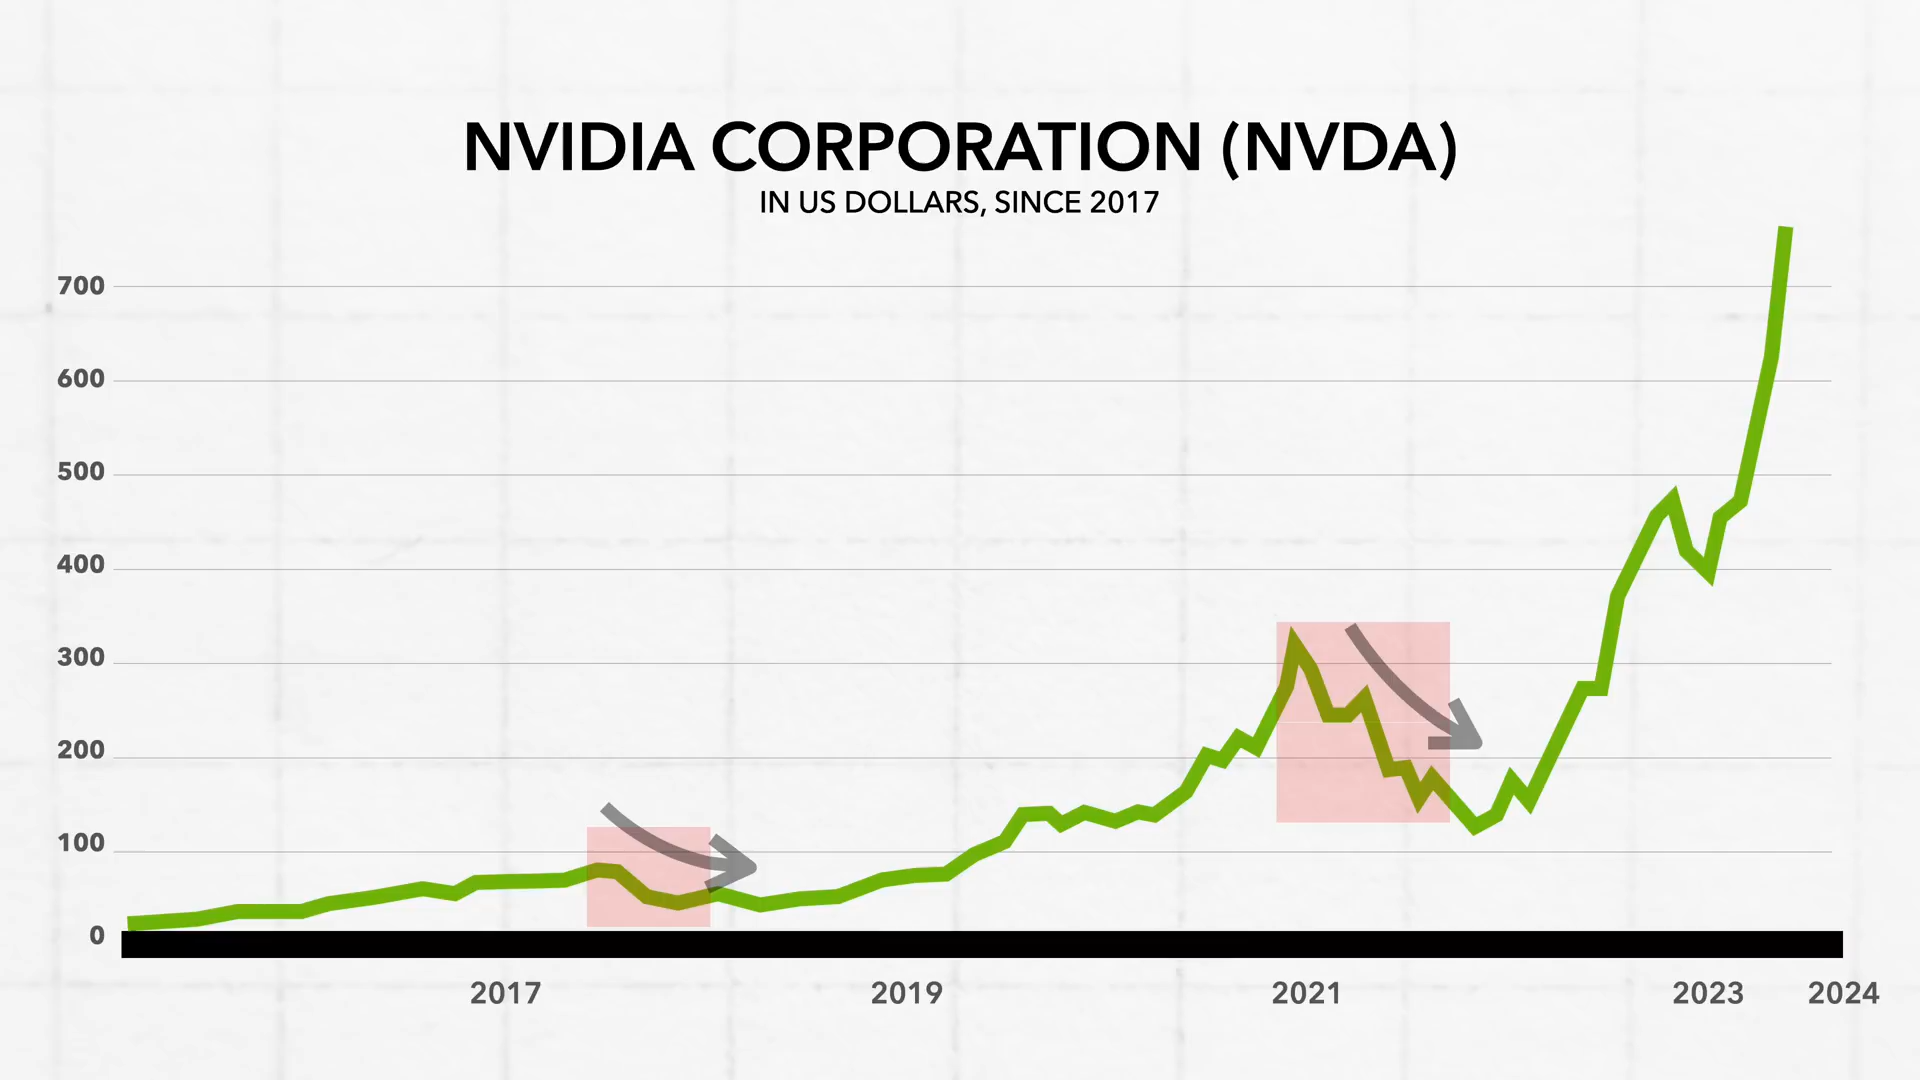 NVIDIA CORPORATION (NVDA)
IN US DOLLARS, SINCE 2017
700
600
500
400
300
200
100
0
2017 2019 2021 2023 2024